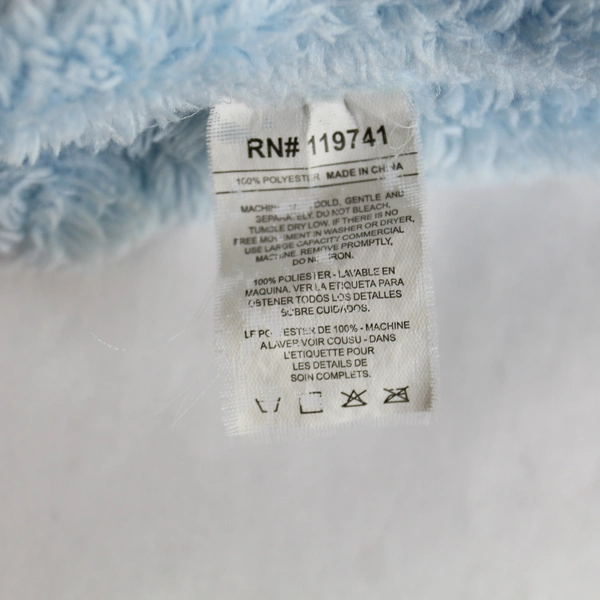 RN# 119741
100% POLYESTER MADE IN CHINA
COLD, GENTLE AND
SEPARATELY. DO NOT BLEACH.
TUMBLE DRY LOW. IF THERE IS NO
FREE MOVEMENT IN WASHER OR DRYER,
USE LARGE CAPACITY COMMERCIAL
MACHINE. REMOVE PROMPTLY,
DO NOT IRON.
100% POLIESTER - LAVABLE EN
MAQUINA. VER LA ETIQUETA PARA
OBTENER TODOS LOS DETALLES
SOBRE CUIDADOS.
LE POLYESTER DE 100% - MACHINE
A LAVER VOIR COUSU - DANS
L'ETIQUETTE POUR
LES DETAILS DE
SOIN COMPLETS.